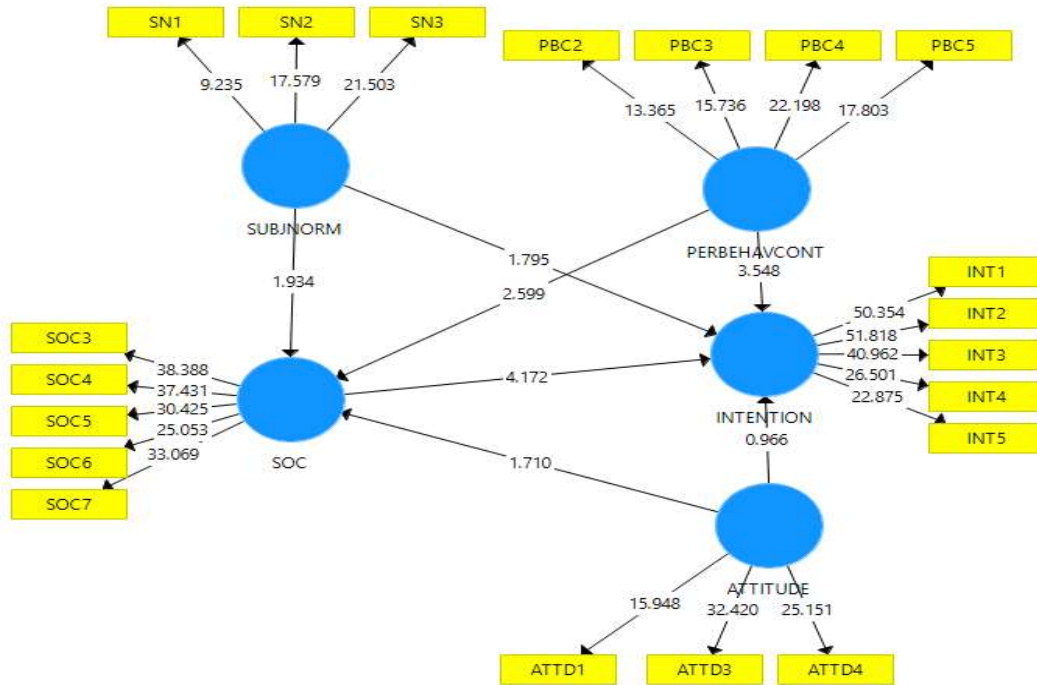 SN1
SN2
SN3
PBC2
PBC3
PBC4
PBC5
9.235
17.579
21.503
13.365
15.736
22.198
17.803
SUBJNORM
PERBEHAVCONT
1.934
1.795
2.599
3.548
INT1
INT2
INT3
INT4
INT5
50.354
51.818
40.962
26.501
22.875
SOC3
SOC4
SOC5
SOC6
SOC7
38.388
37.431
30.425
25.053
33.069
4.172
INTENTION
0.966
SOC
1.710
ATTITUDE
15.948
32.420
25.151
ATTD1
ATTD3
ATTD4